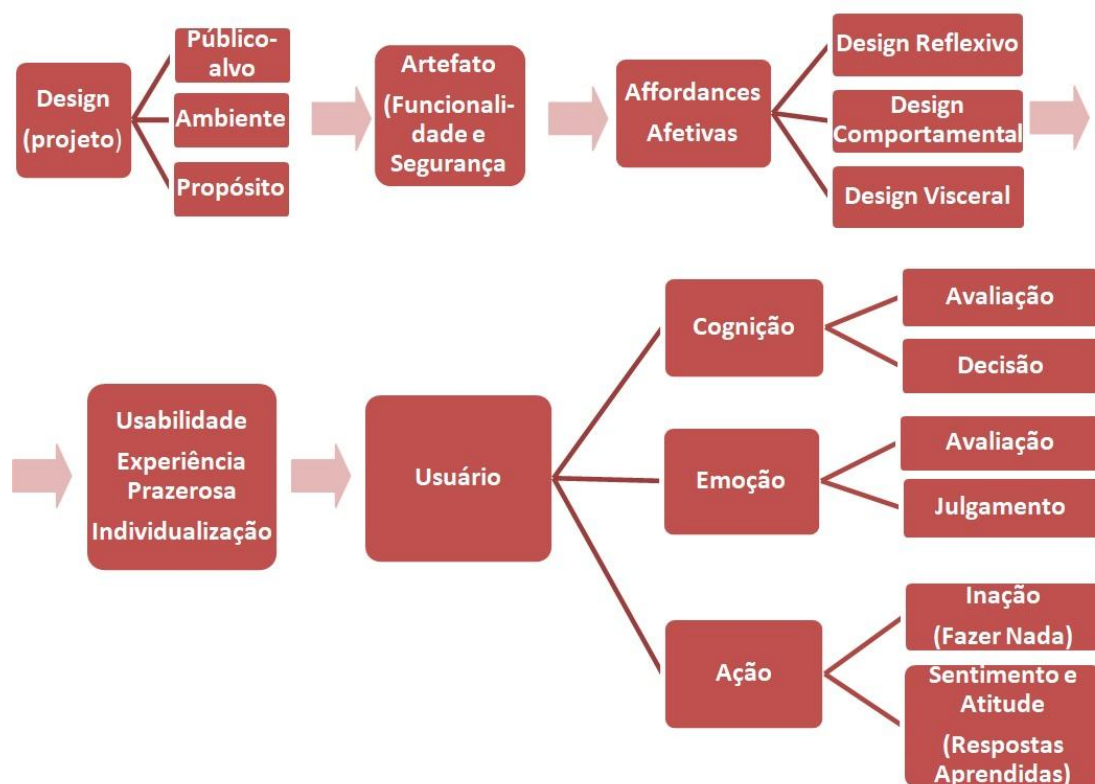 Design
(projeto)
Público-
alvo
Ambiente
Propósito
Artefato
(Funcionali-
dade e
Segurança
Affordances
Afetivas
Design Reflexivo
Design
Comportamental
Design Visceral
Usabilidade
Experiência
Prazerosa
Individualização
Usuário
Cognição
Avaliação
Decisão
Emoção
Avaliação
Julgamento
Ação
Inação
(Fazer Nada)
Sentimento e
Atitude
(Respostas
Aprendidas)